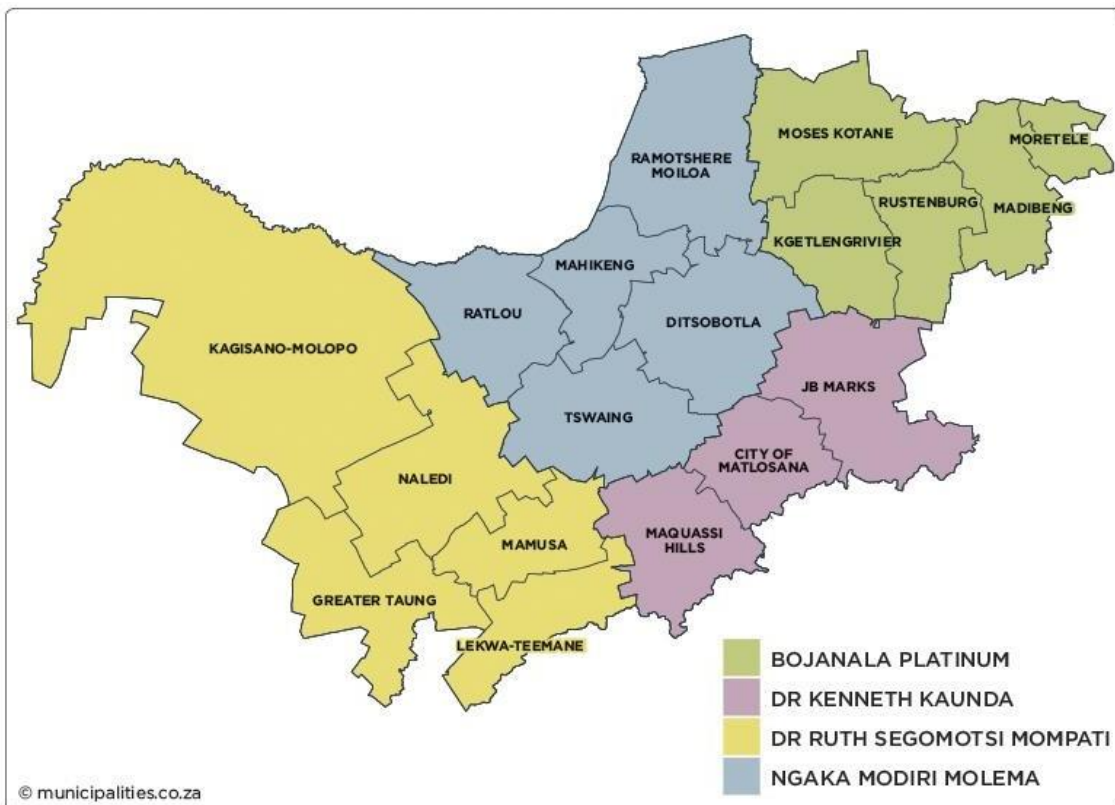 MOSES KOTANE
MORETELE
RAMOTSHERE
MOILOA
RUSTENBURG
MADIBENG
KGETLENGRIVIER
MAHIKENG
RATLOU
DITSOBOTLA
KAGISANO-MOLOPO
JB MARKS
TSWAING
CITY OF
MATLOSANA
NALEDI
MAQUASSI
HILLS
MAMUSA
GREATER TAUNG
LEKWA-TEEMANE
BOJANALA PLATINUM
DR KENNETH KAUNDA
DR RUTH SEGOMOTSI MOMPATI
NGAKA MODIRI MOLEMA
© municipalities.co.za